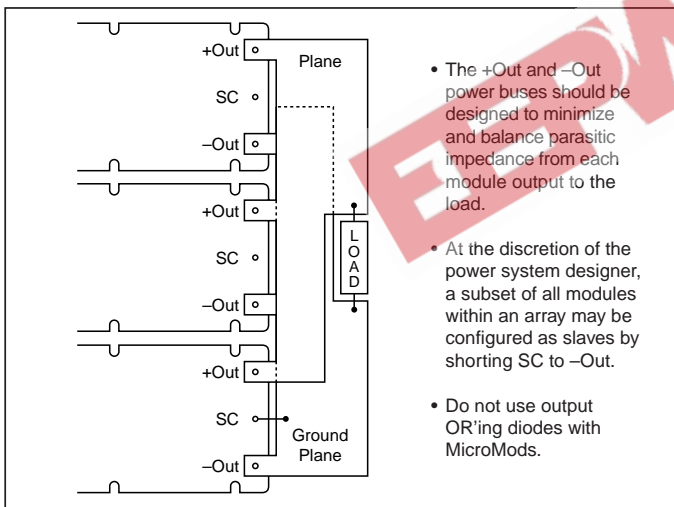 +Out
Plane
SC
–Out
+Out
SC
–Out
+Out
SC
Ground
Plane
–Out
LOAD
• The +Out and –Out
power buses should be
designed to minimize
and balance parasitic
impedance from each
module output to the
load.
• At the discretion of the
power system designer,
a subset of all modules
within an array may be
configured as slaves by
shorting SC to –Out.
• Do not use output
OR'ing diodes with
MicroMods.